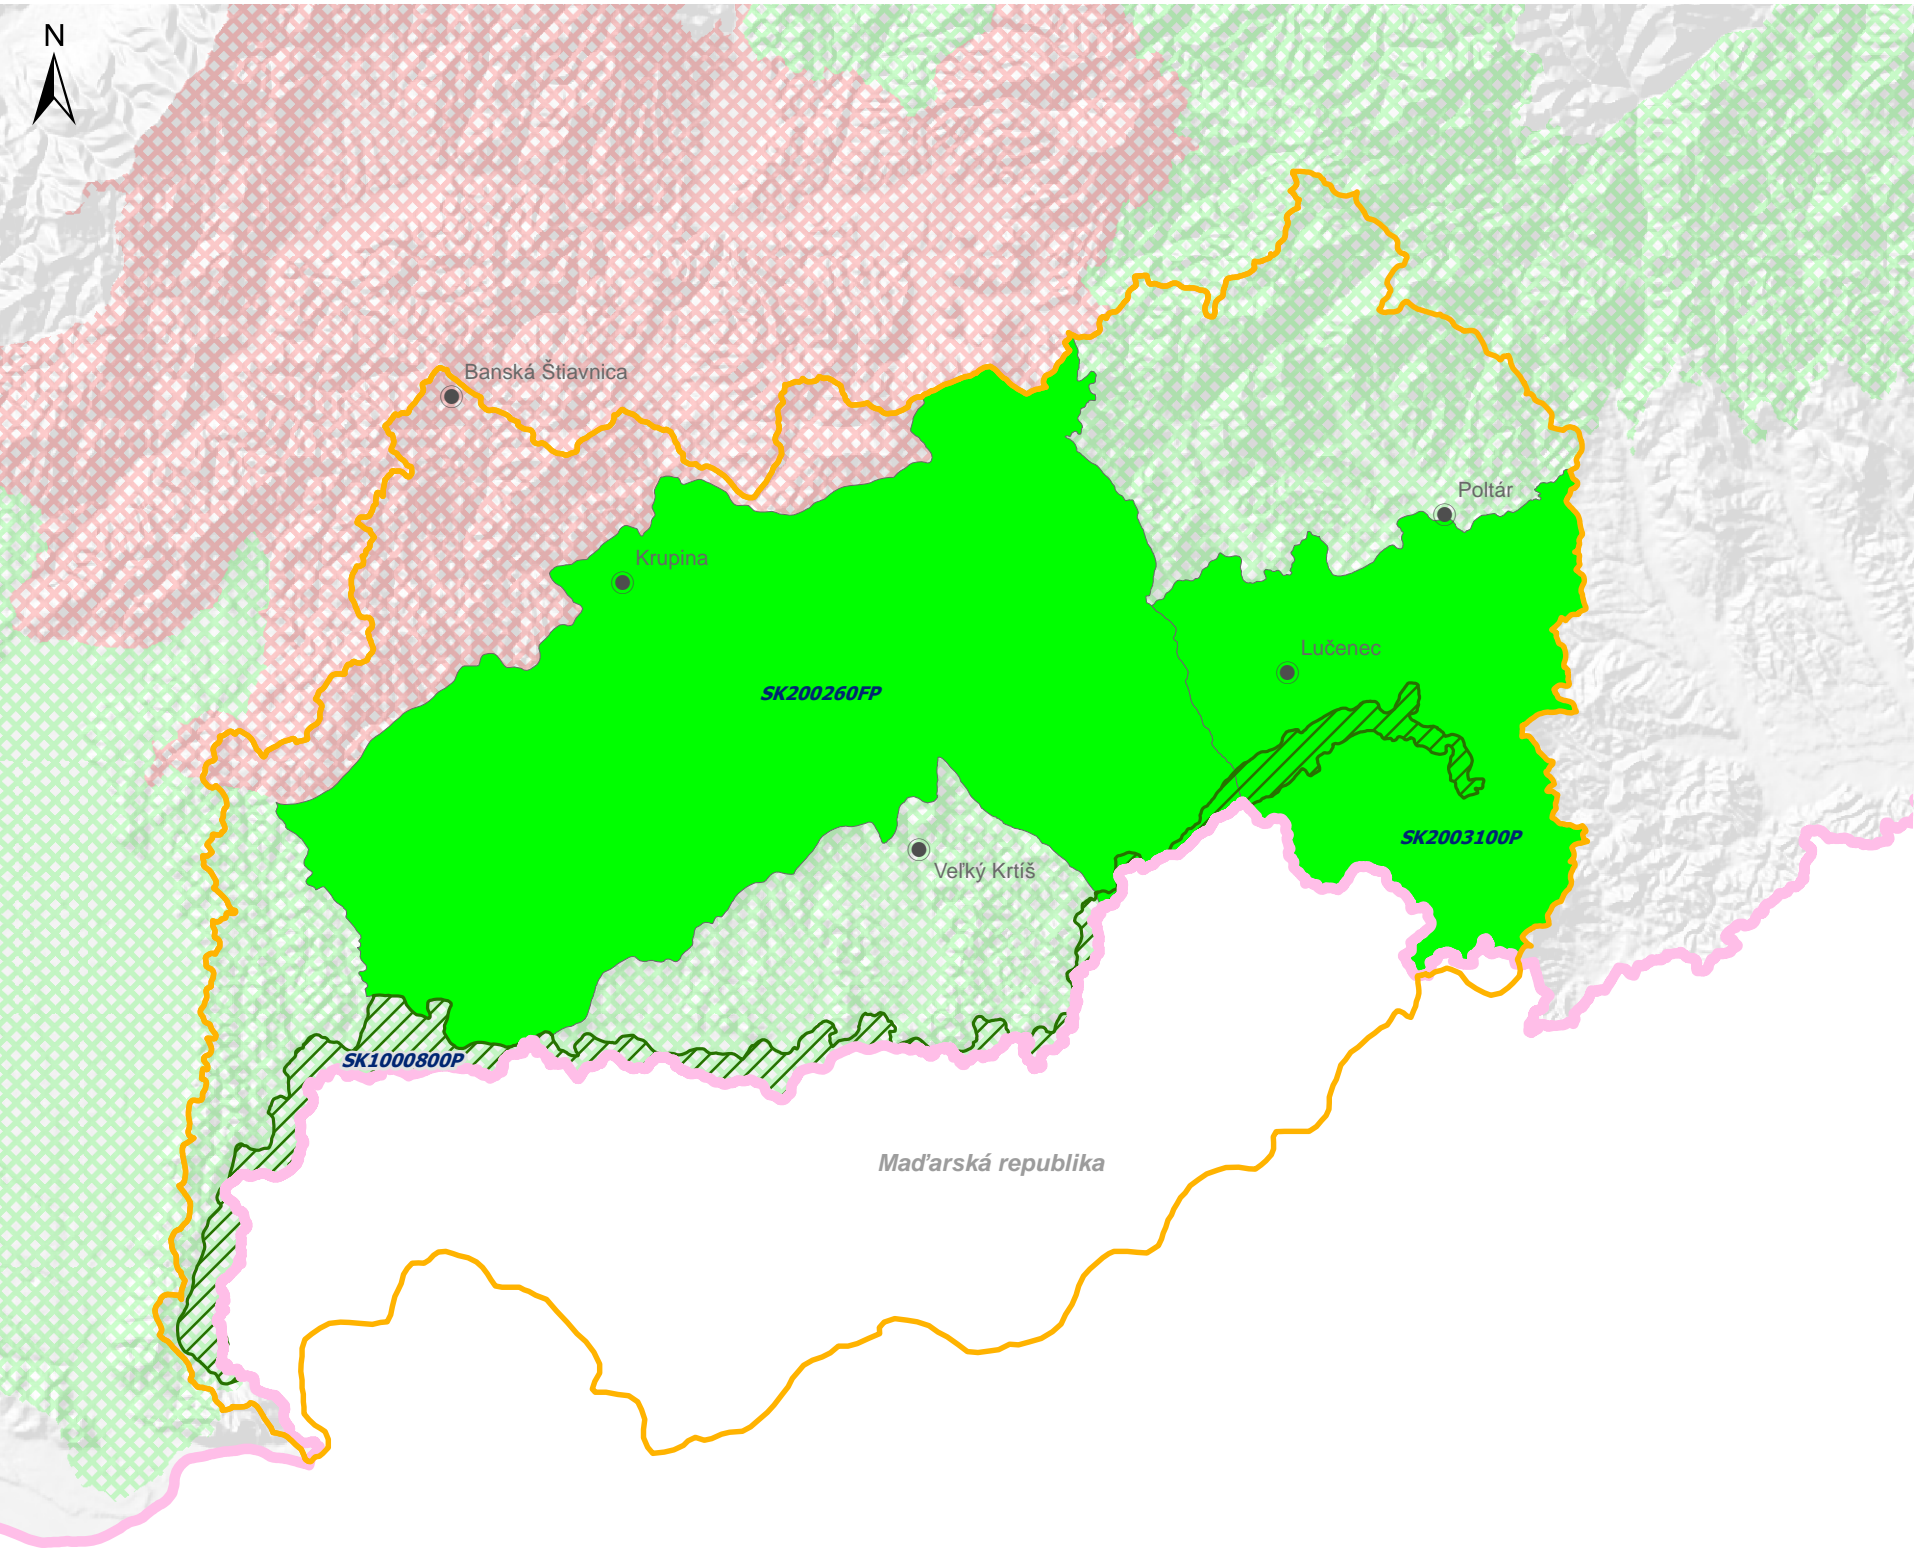 N
Banská Štiavnica
Poltár
Krupina
Lučenec
SK200260FP
SK2003100P
Veľký Krtíš
SK1000800P
Maďarská republika